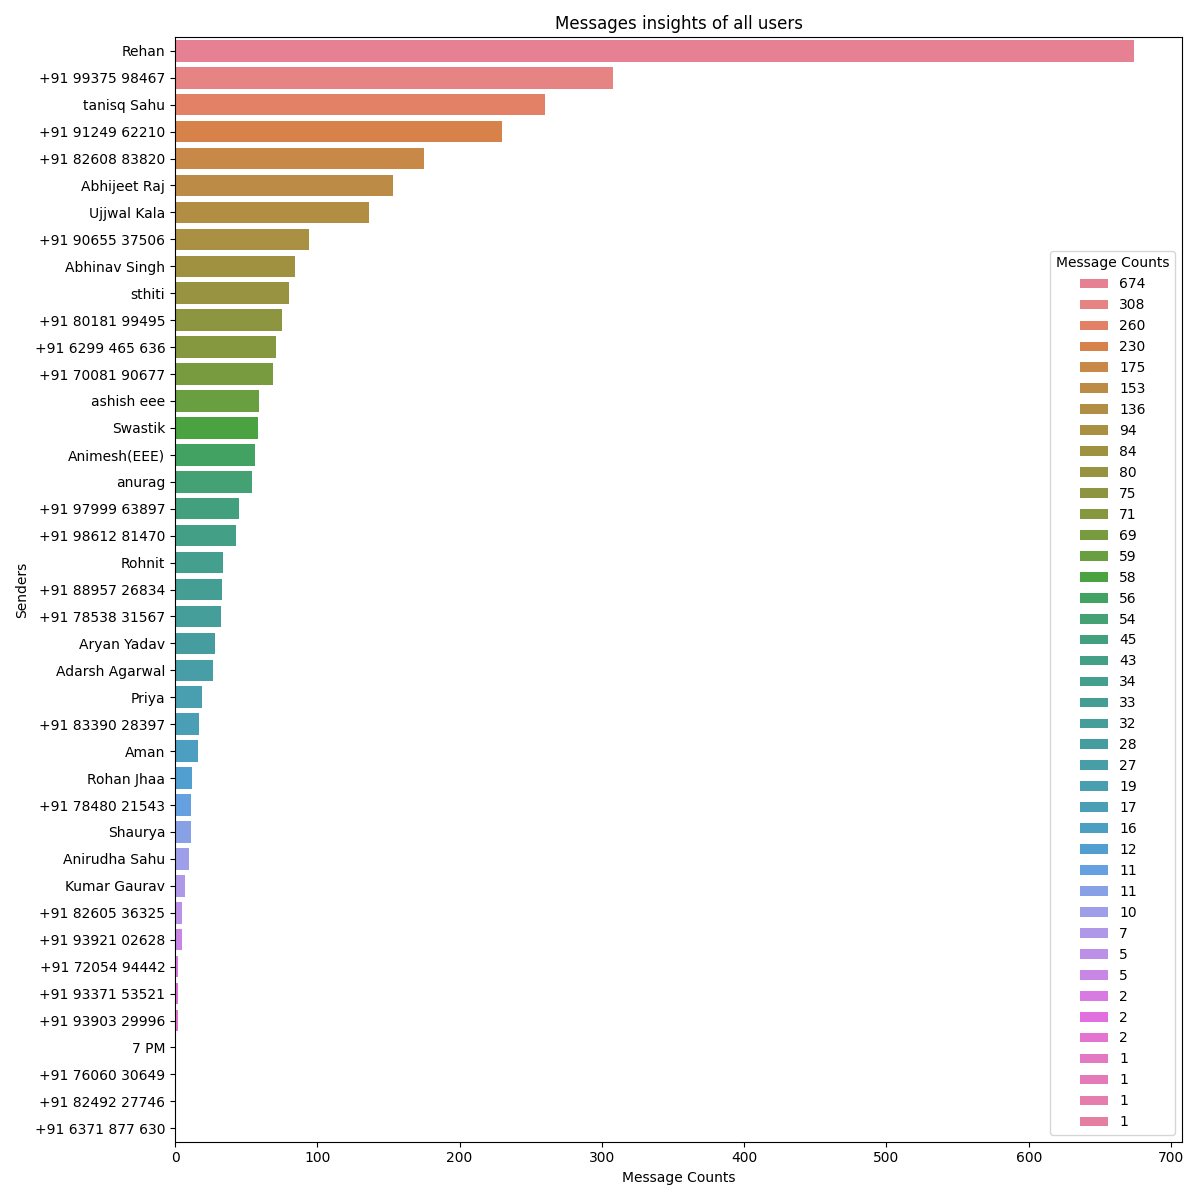 Messages insights of all users
Rehan
+91 99375 98467
tanisq Sahu
+91 91249 62210
+91 82608 83820
Abhijeet Raj
Ujjwal Kala
+91 90655 37506
Abhinav Singh
sthiti
+91 80181 99495
+91 6299 465 636
+91 70081 90677
ashish eee
Swastik
Animesh(EEE)
anurag
+91 97999 63897
+91 98612 81470
Rohnit
+91 88957 26834
+91 78538 31567
Aryan Yadav
Adarsh Agarwal
Priya
+91 83390 28397
Aman
Rohan Jhaa
+91 78480 21543
Shaurya
Anirudha Sahu
Kumar Gaurav
+91 82605 36325
+91 93921 02628
+91 72054 94442
+91 93371 53521
+91 93903 29996
7 PM
+91 76060 30649
+91 82492 27746
+91 6371 877 630
Senders
0 100 200 300 400 500 600 700
Message Counts
Message Counts
674
308
260
230
175
153
136
94
84
80
75
71
69
59
58
56
54
45
43
34
33
32
28
27
19
17
16
12
11
11
10
7
5
5
2
2
2
1
1
1
1